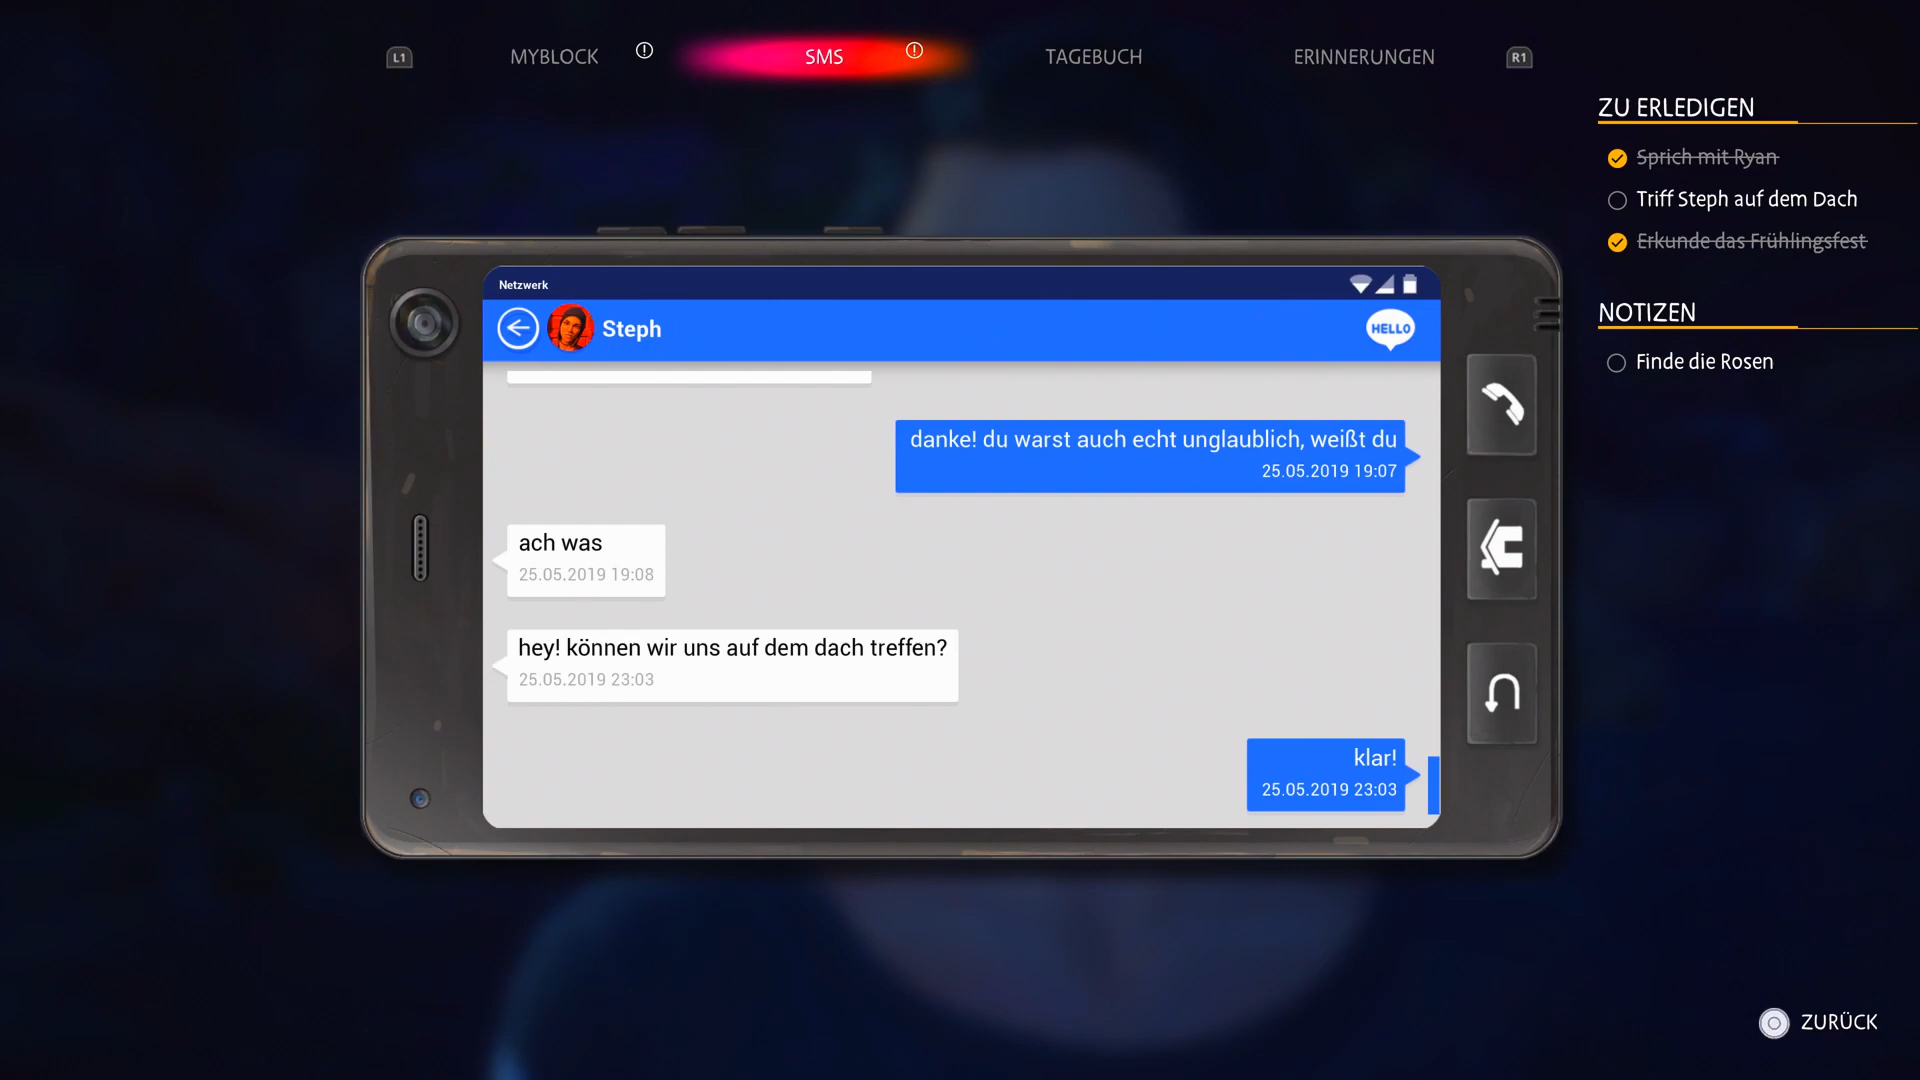 L1
MYBLOCK
SMS
TAGEBUCH
ERINNERUNGEN
R1
ZU ERLEDIGEN
Sprich mit Ryan
Triff Steph auf dem Dach
Erkunde das Frühlingsfest
NOTIZEN
Finde die Rosen
Netzwerk
Steph
HELLO
danke! du warst auch echt unglaublich, weißt du
25.05.2019 19:07
ach was
25.05.2019 19:08
hey! können wir uns auf dem dach treffen?
25.05.2019 23:03
klar!
25.05.2019 23:03
ZURÜCK